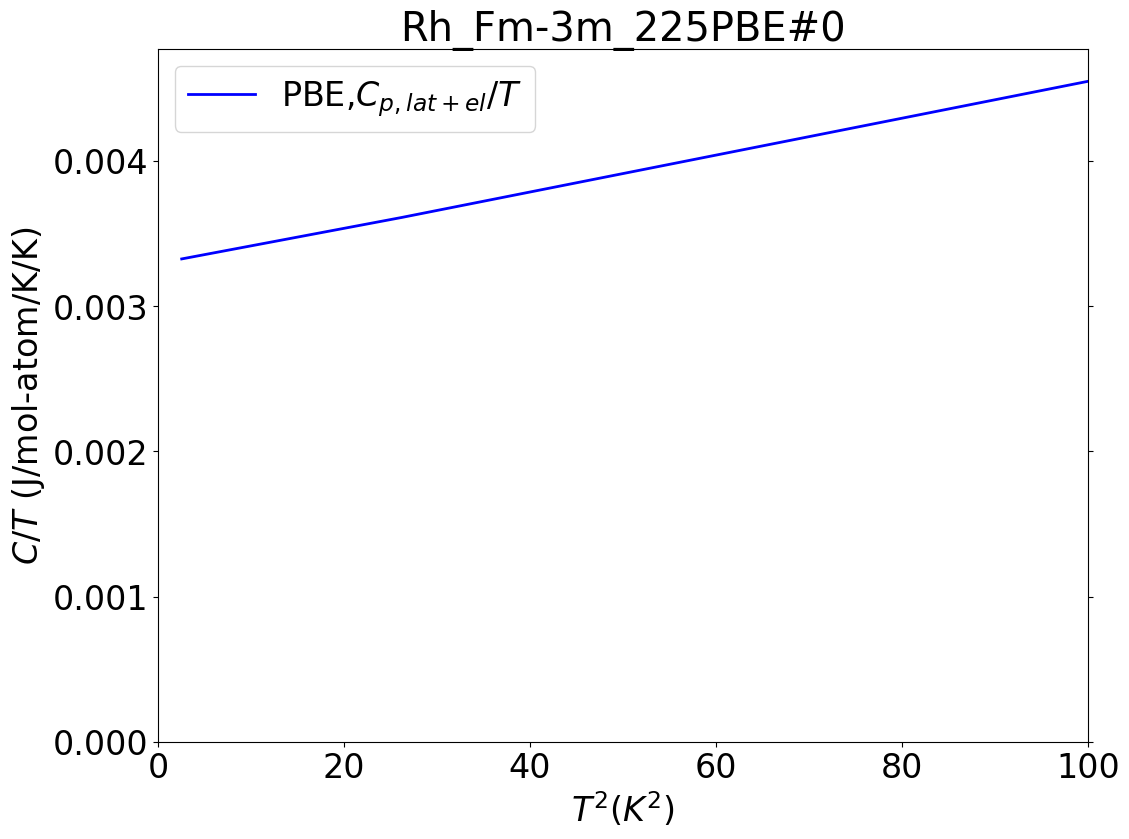 Rh_Fm-3m_225PBE#0
PBE,$C_{p, lat+el}/T$
C/T (J/mol-atom/K/K)
0.004
0.003
0.002
0.001
0.000
0 20 40 60 80 100
$T^2(K^2)$